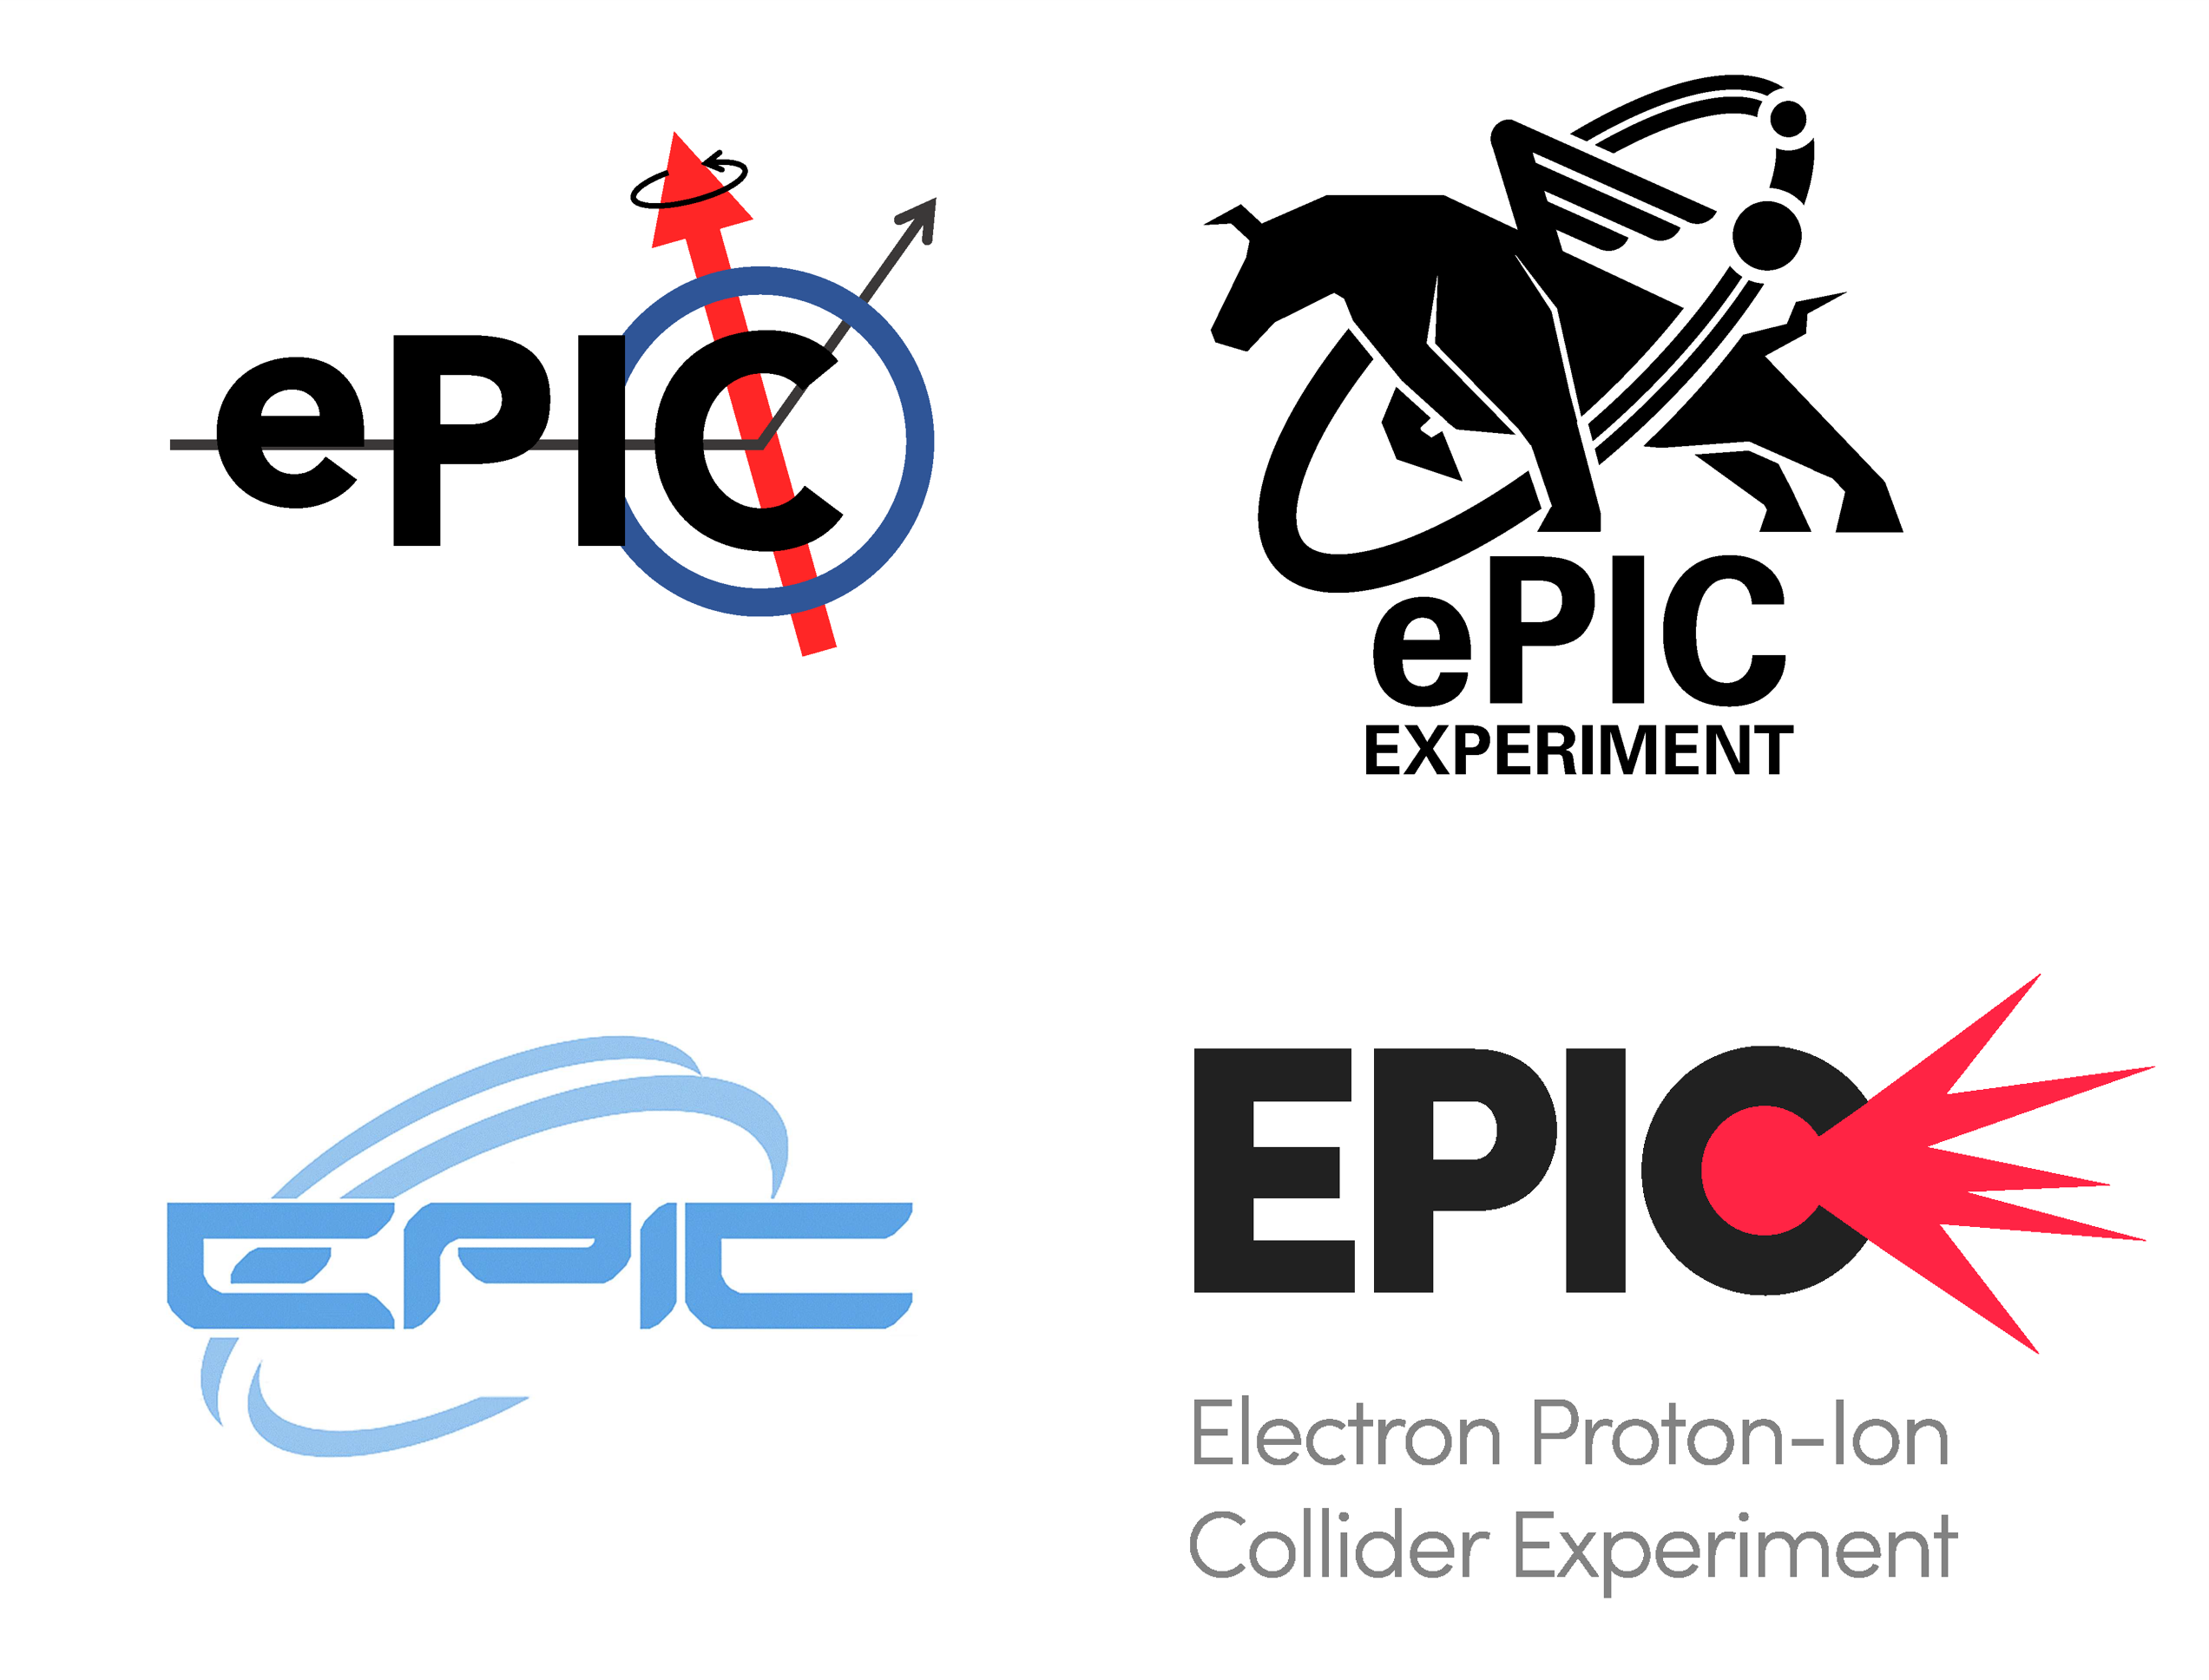 ePIC
ePIC
EXPERIMENT
EPIC
EPIC
Electron Proton-Ion
Collider Experiment